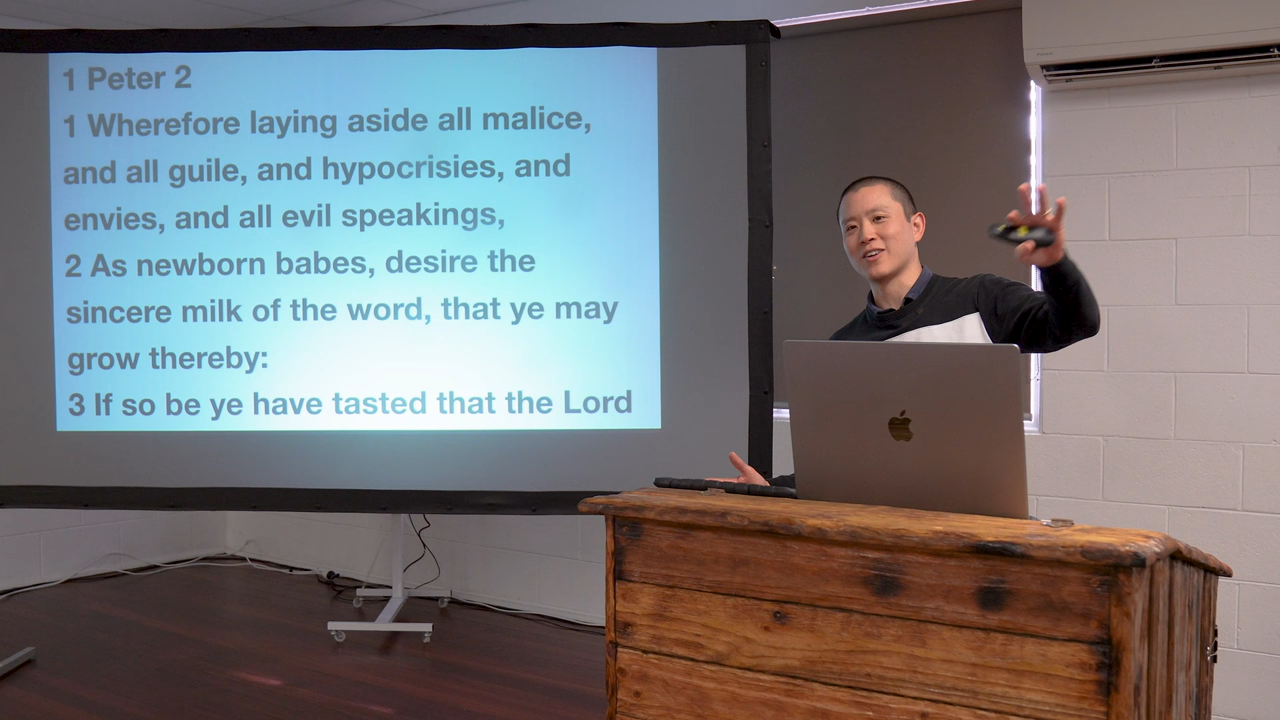 1 Peter 2
1 Wherefore laying aside all malice,
and all guile, and hypocrisies, and
envies, and all evil speakings,
2 As newborn babes, desire the
sincere milk of the word, that ye may
grow thereby:
3 If so be ye have tasted that the Lord